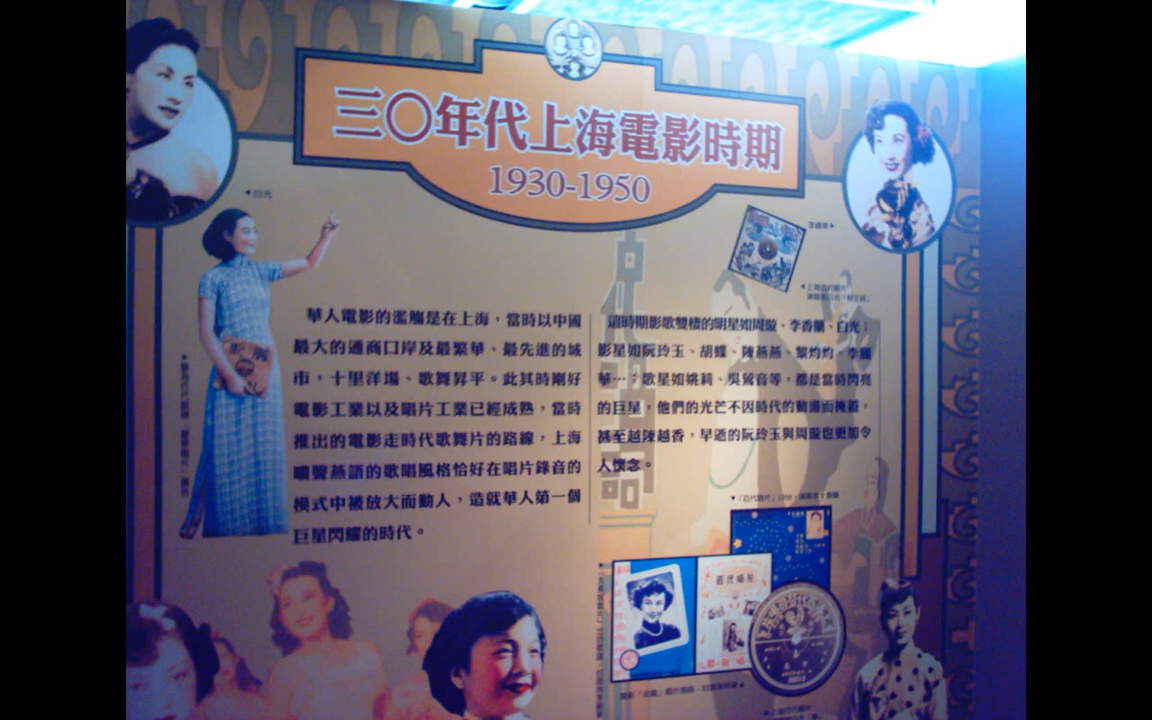 三〇年代上海電影時期
1930-1950
◀白光
李麗華▶
華人電影的濫觴是在上海，當時以中國
最大的通商口岸及最繁華、最先進的城
市，十里洋場、歌舞昇平。此其時剛好
電影工業以及唱片工業已經成熟，當時
推出的電影走時代歌舞片的路線，上海
嚦聲燕語的歌唱風格恰好在唱片錄音的
模式中被放大而動人，造就華人第一個
巨星閃耀的時代。
這時期影歌雙棲的明星如周璇、李香蘭、白光；
影星如阮玲玉、胡蝶、陳燕燕、黎灼灼、李麗
華…；歌星如姚莉、吳鶯音等，都是當時閃亮
的巨星，他們的光芒不因時代的動盪而掩蓋，
甚至越陳越香，早逝的阮玲玉與周璇也更加令
人懷念。
百代唱片